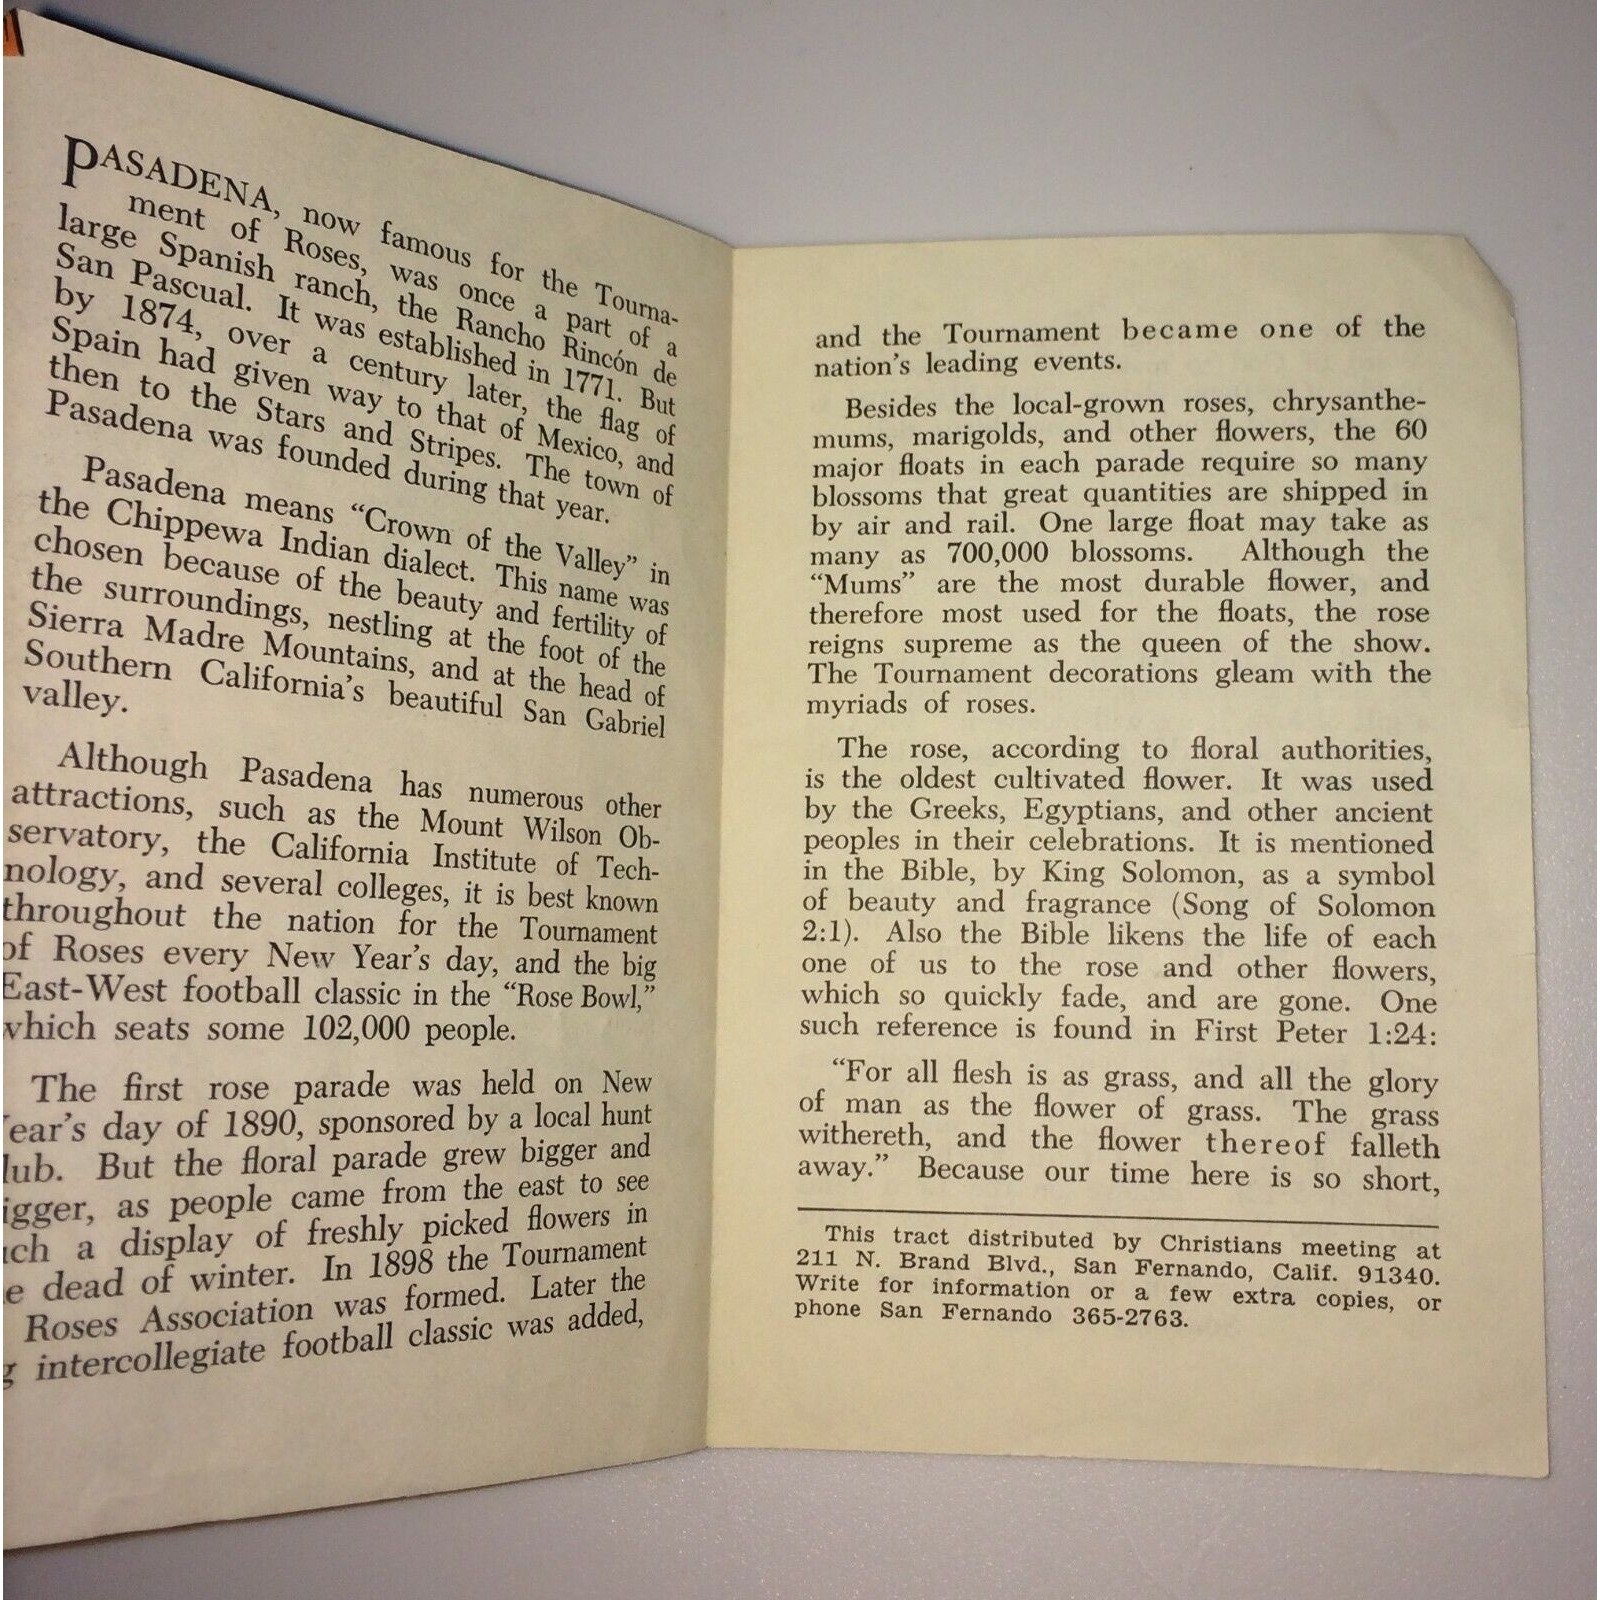 PASADENA, now famous for the Tourna-
ment of Roses, was once a part of a
large Spanish ranch, the Rancho Rincón de
San Pascual. It was established in 1771. But
by 1874, over a century later, the flag of
Spain had given way to that of Mexico, and
then to the Stars and Stripes. The town of
Pasadena was founded during that year.
Pasadena means “Crown of the Valley” in
the Chippewa Indian dialect. This name was
chosen because of the beauty and fertility of
the surroundings, nestling at the foot of the
Sierra Madre Mountains, and at the head of
Southern California’s beautiful San Gabriel
valley.
Although Pasadena has numerous other
attractions, such as the Mount Wilson Ob-
servatory, the California Institute of Tech-
nology, and several colleges, it is best known
throughout the nation for the Tournament
of Roses every New Year’s day, and the big
East-West football classic in the “Rose Bowl,”
which seats some 102,000 people.
The first rose parade was held on New
ear’s day of 1890, sponsored by a local hunt
lub. But the floral parade grew bigger and
igger, as people came from the east to see
ch a display of freshly picked flowers in
e dead of winter. In 1898 the Tournament
Roses Association was formed. Later the
g intercollegiate football classic was added,
and the Tournament became one of the
nation’s leading events.
Besides the local-grown roses, chrysanthe-
mums, marigolds, and other flowers, the 60
major floats in each parade require so many
blossoms that great quantities are shipped in
by air and rail. One large float may take as
many as 700,000 blossoms. Although the
“Mums” are the most durable flower, and
therefore most used for the floats, the rose
reigns supreme as the queen of the show.
The Tournament decorations gleam with the
myriads of roses.
The rose, according to floral authorities,
is the oldest cultivated flower. It was used
by the Greeks, Egyptians, and other ancient
peoples in their celebrations. It is mentioned
in the Bible, by King Solomon, as a symbol
of beauty and fragrance (Song of Solomon
2:1). Also the Bible likens the life of each
one of us to the rose and other flowers,
which so quickly fade, and are gone. One
such reference is found in First Peter 1:24:
“For all flesh is as grass, and all the glory
of man as the flower of grass. The grass
withereth, and the flower thereof falleth
away.” Because our time here is so short,
This tract distributed by Christians meeting at
211 N. Brand Blvd., San Fernando, Calif. 91340.
Write for information or a few extra copies, or
phone San Fernando 365-2763.